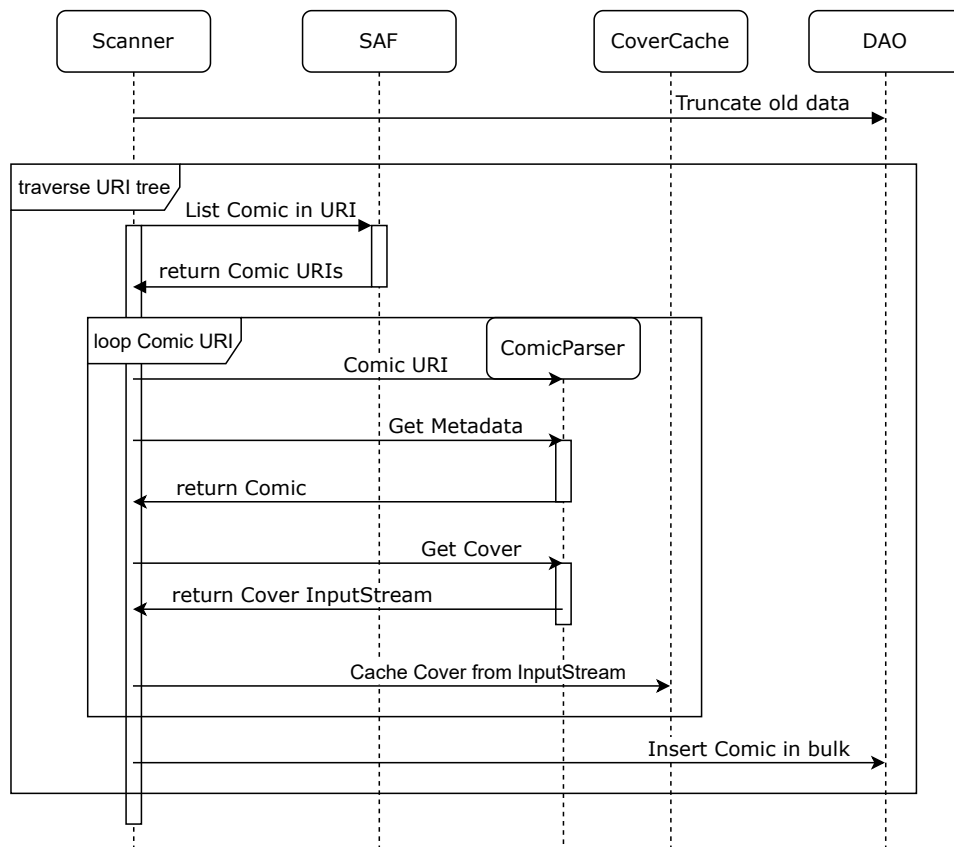 Scanner
SAF
CoverCache
DAO
Truncate old data
traverse URI tree
List Comic in URI
return Comic URIs
loop Comic URI
ComicParser
Comic URI
Get Metadata
return Comic
Get Cover
return Cover InputStream
Cache Cover from InputStream
Insert Comic in bulk